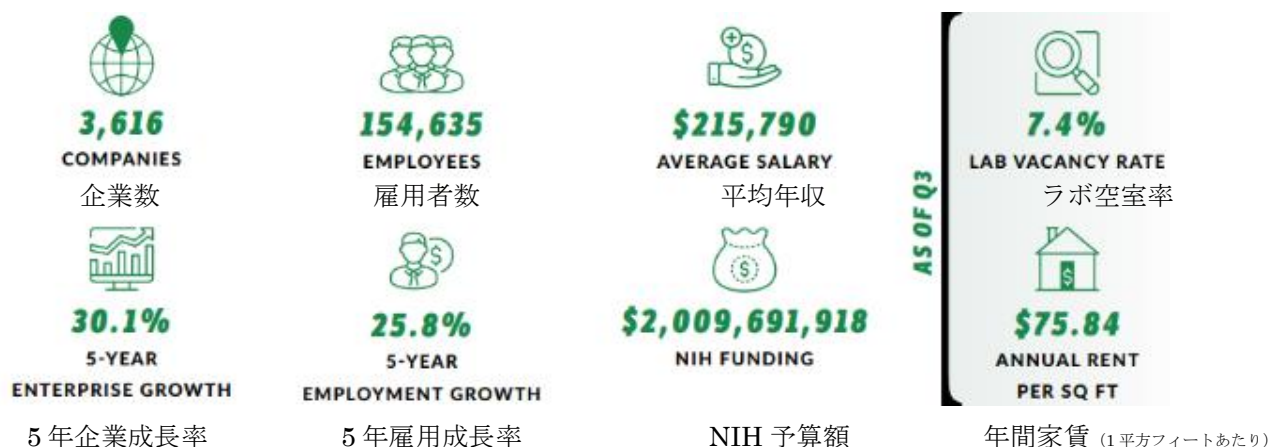 3,616
COMPANIES
企業数
154,635
EMPLOYEES
雇用者数
$215,790
AVERAGE SALARY
平均年収
AS OF Q3
7.4%
LAB VACANCY RATE
ラボ空室率
30.1%
5-YEAR
ENTERPRISE GROWTH
5年企業成長率
25.8%
5-YEAR
EMPLOYMENT GROWTH
5年雇用成長率
$2,009,691,918
NIH FUNDING
NIH 予算額
$75.84
ANNUAL RENT
PER SQ FT
年間家賃(1平方フィートあたり)